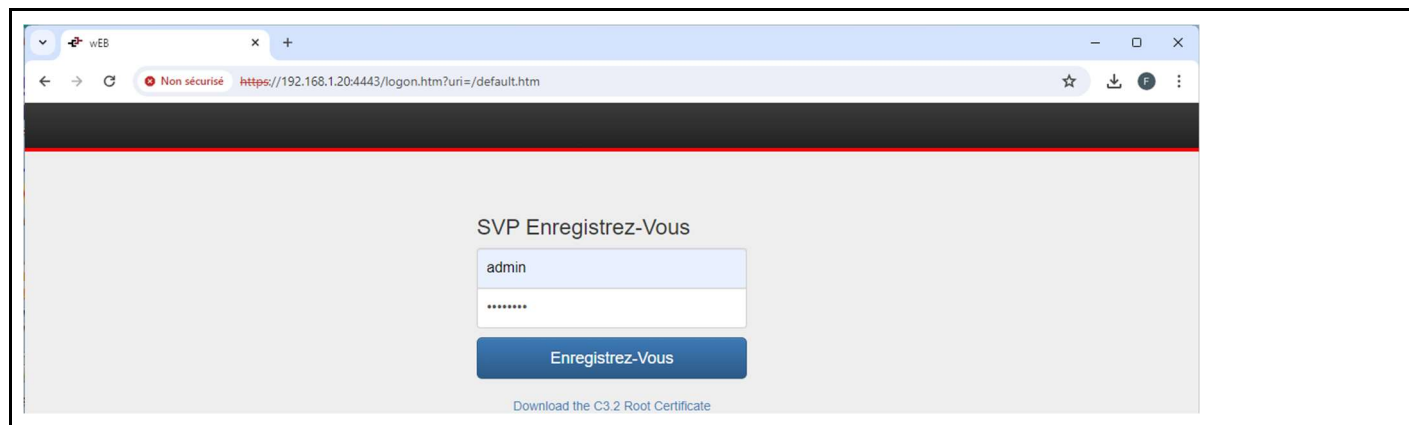 wEB
Non sécurisé https://192.168.1.20:4443/logon.htm?uri=/default.htm
F
SVP Enregistrez-Vous
admin
••••••••
Enregistrez-Vous
Download the C3.2 Root Certificate